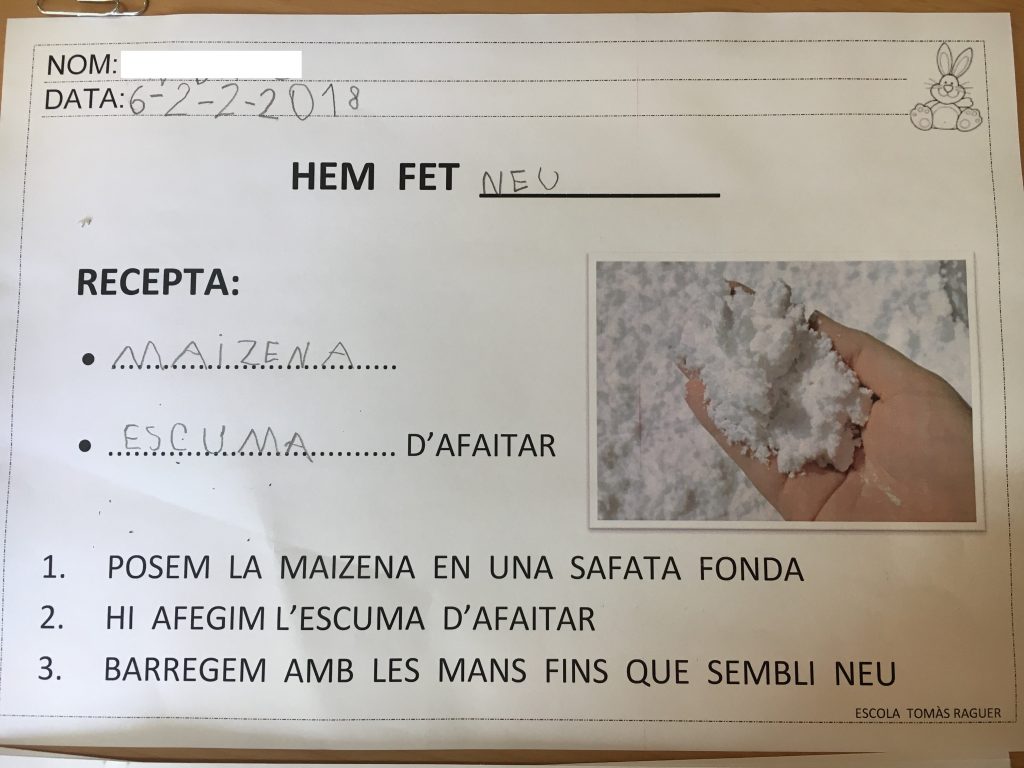 NOM:
DATA: 6-2-2-2018
HEM FET NEU
RECEPTA:
• MAIZENA
• ESÇUMA D'AFAITAR
1. POSEM LA MAIZENA EN UNA SAFATA FONDA
2. HI AFEGIM L'ESCUMA D'AFAITAR
3. BARREGEM AMB LES MANS FINS QUE SEMBLI NEU
ESCOLA TOMÀS RAGUER